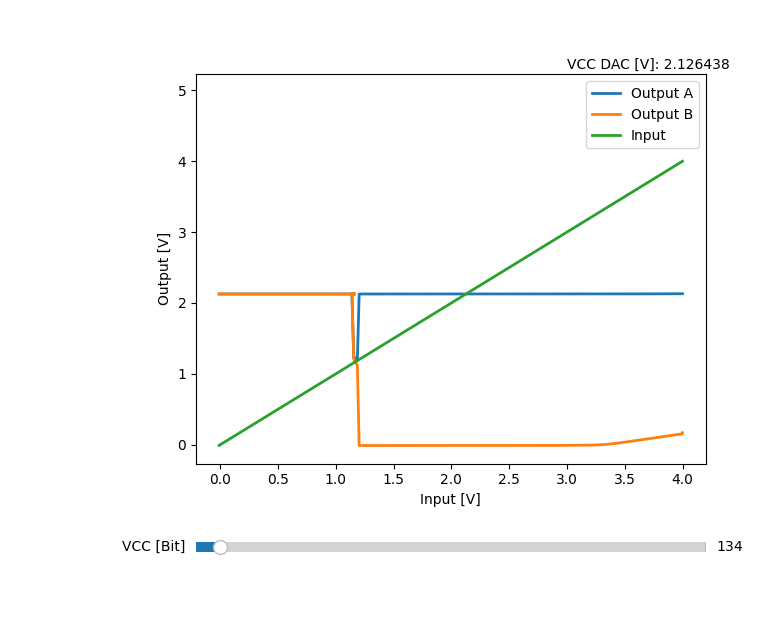 VCC DAC [V]: 2.126438
Output A
Output B
Input
5
4
3
2
1
0
Output [V]
0.0 0.5 1.0 1.5 2.0 2.5 3.0 3.5 4.0
Input [V]
VCC [Bit] 134